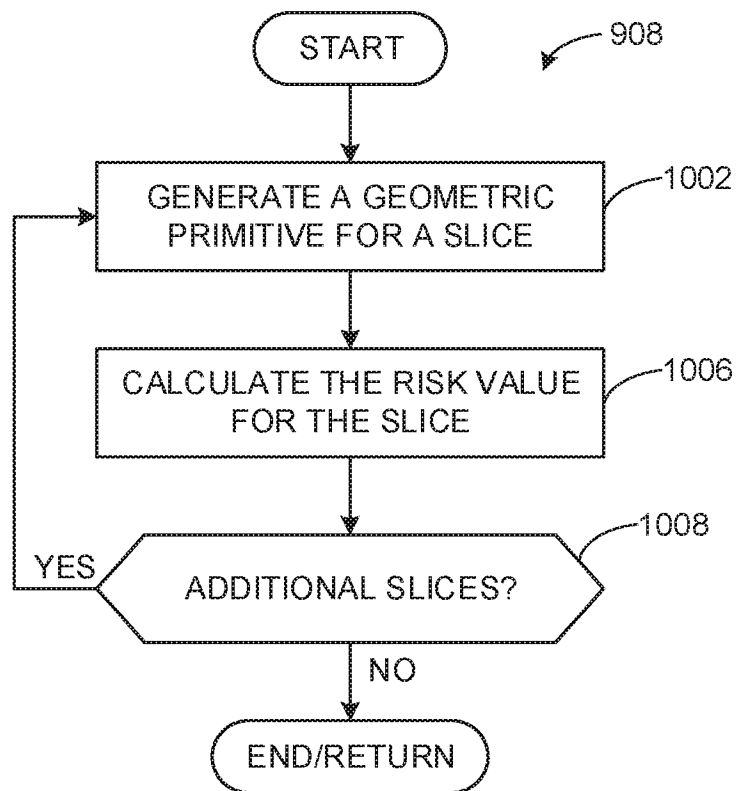 START
908
GENERATE A GEOMETRIC
PRIMITIVE FOR A SLICE
1002
CALCULATE THE RISK VALUE
FOR THE SLICE
1006
ADDITIONAL SLICES?
1008
YES
NO
END/RETURN